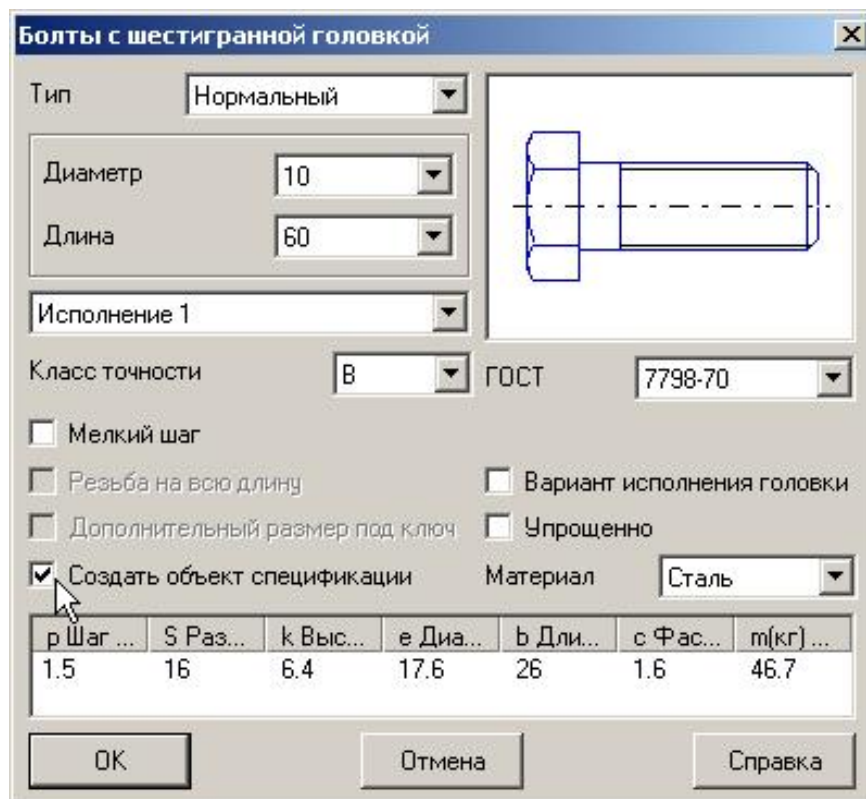 Болты с шестигранной головкой
Тип Нормальный
Диаметр 10
Длина 60
Исполнение 1
Класс точности B ГОСТ 7798-70
Мелкий шаг
Резьба на всю длину Вариант исполнения головки
Дополнительный размер под ключ Упрощенно
Создать объект спецификации Материал Сталь
p Шаг ... S Раз... k Выс... e Диа... b Дли... c Фас... m(кг) ...
1.5 16 6.4 17.6 26 1.6 46.7
OK Отмена Справка